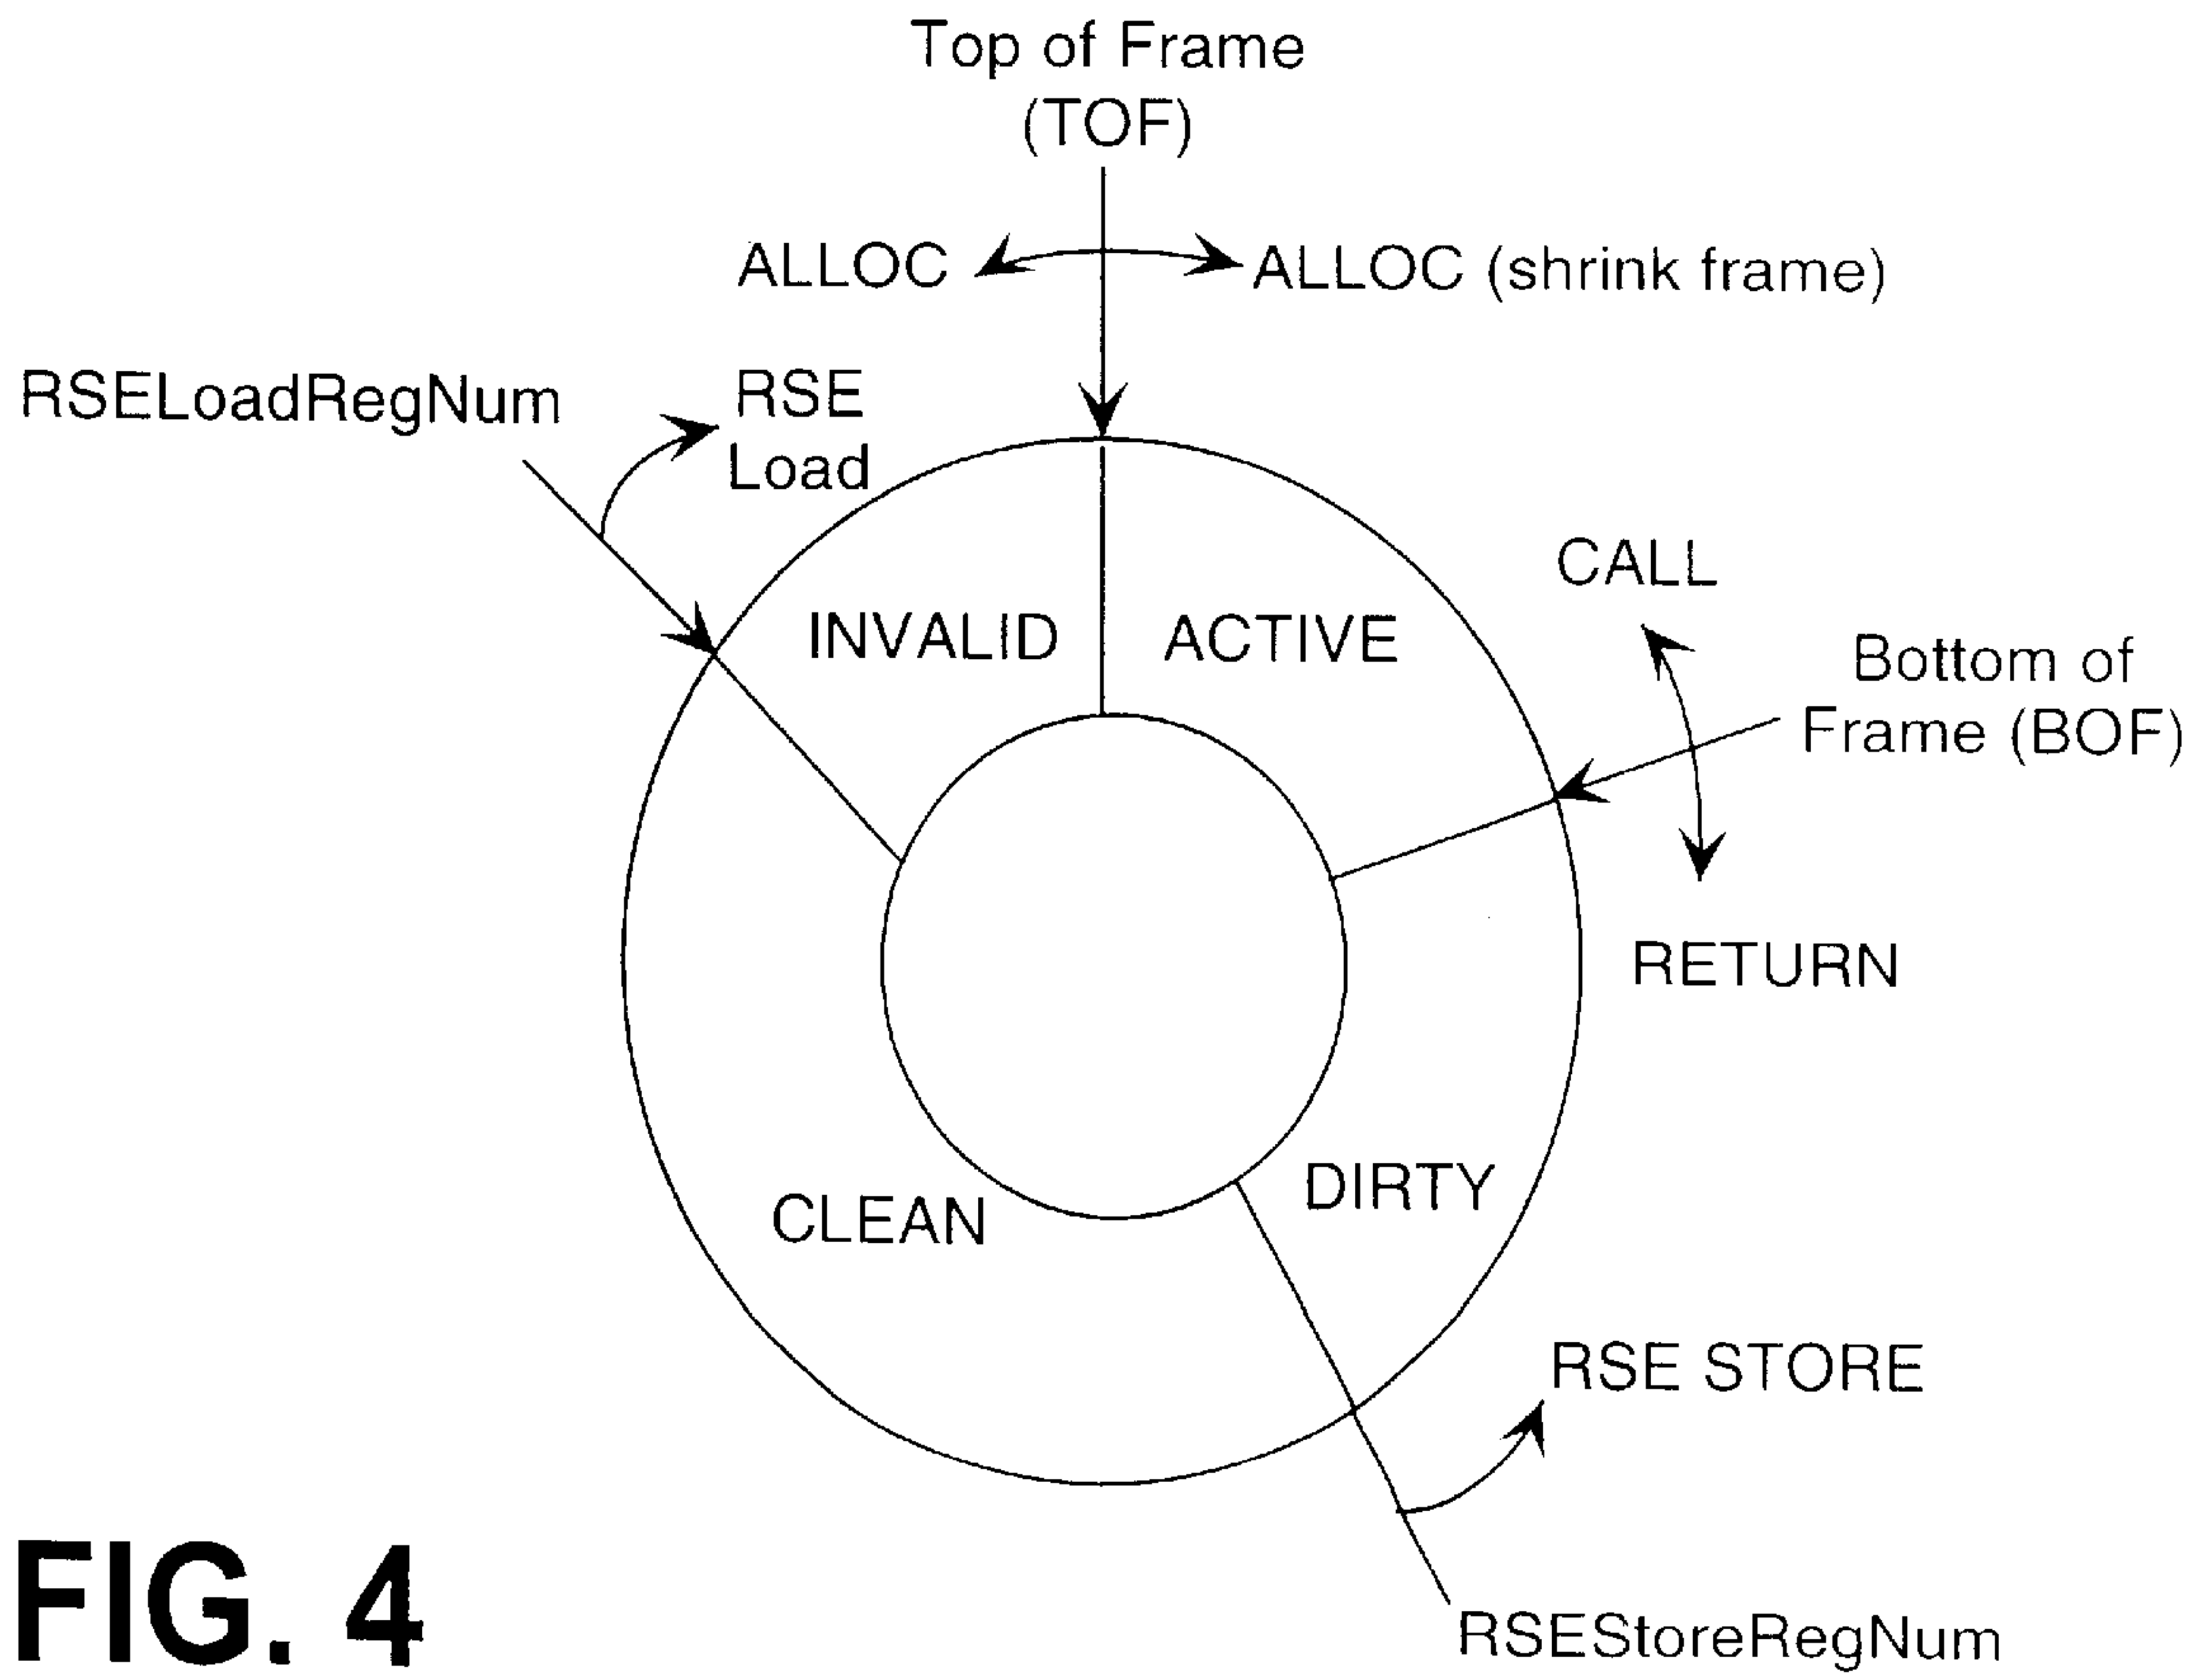 Top of Frame
(TOF)
ALLOC
ALLOC (shrink frame)
RSELoadRegNum
RSE
Load
CALL
INVALID
ACTIVE
Bottom of
Frame (BOF)
RETURN
DIRTY
CLEAN
RSE STORE
FIG. 4
RSEStoreRegNum